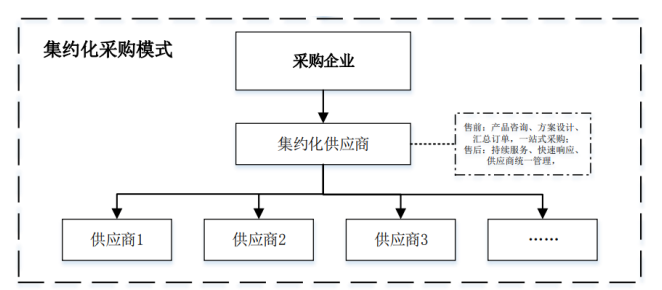 集约化采购模式
采购企业
集约化供应商
售前：产品咨询、方案设计、
汇总订单，一站式采购；
售后：持续服务、快速响应、
供应商统一管理，
供应商1
供应商2
供应商3
……